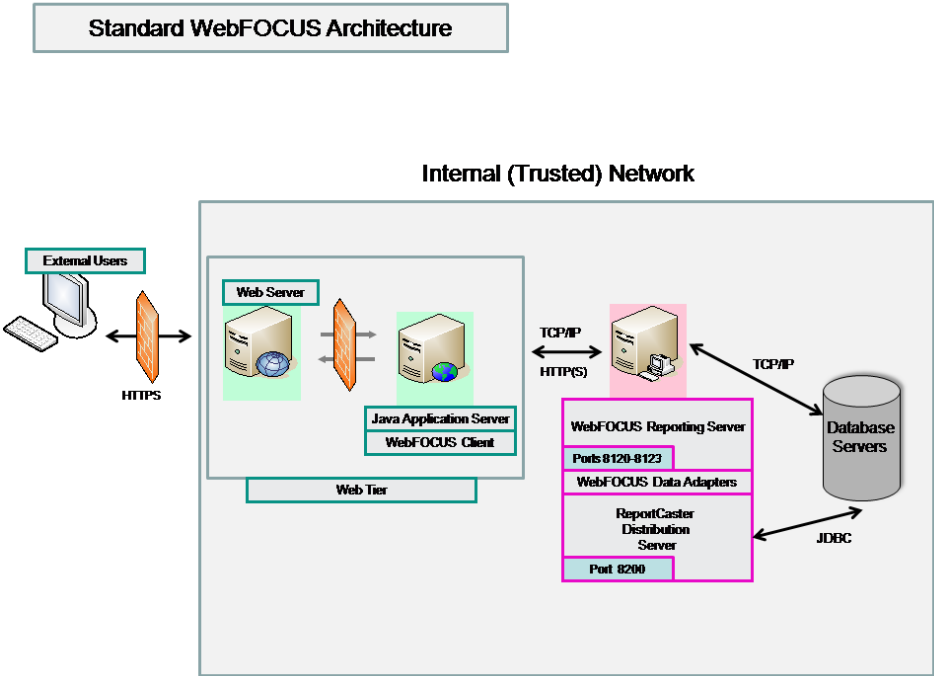 Standard WebFOCUS Architecture
Internal (Trusted) Network
External Users
HTTPS
Web Server
Java Application Server
WebFOCUS Client
Web Tier
TCP/IP
HTTP(S)
WebFOCUS Reporting Server
Ports 8120-8123
WebFOCUS Data Adapters
ReportCaster
Distribution
Server
Port 8200
TCP/IP
Database
Servers
JDBC